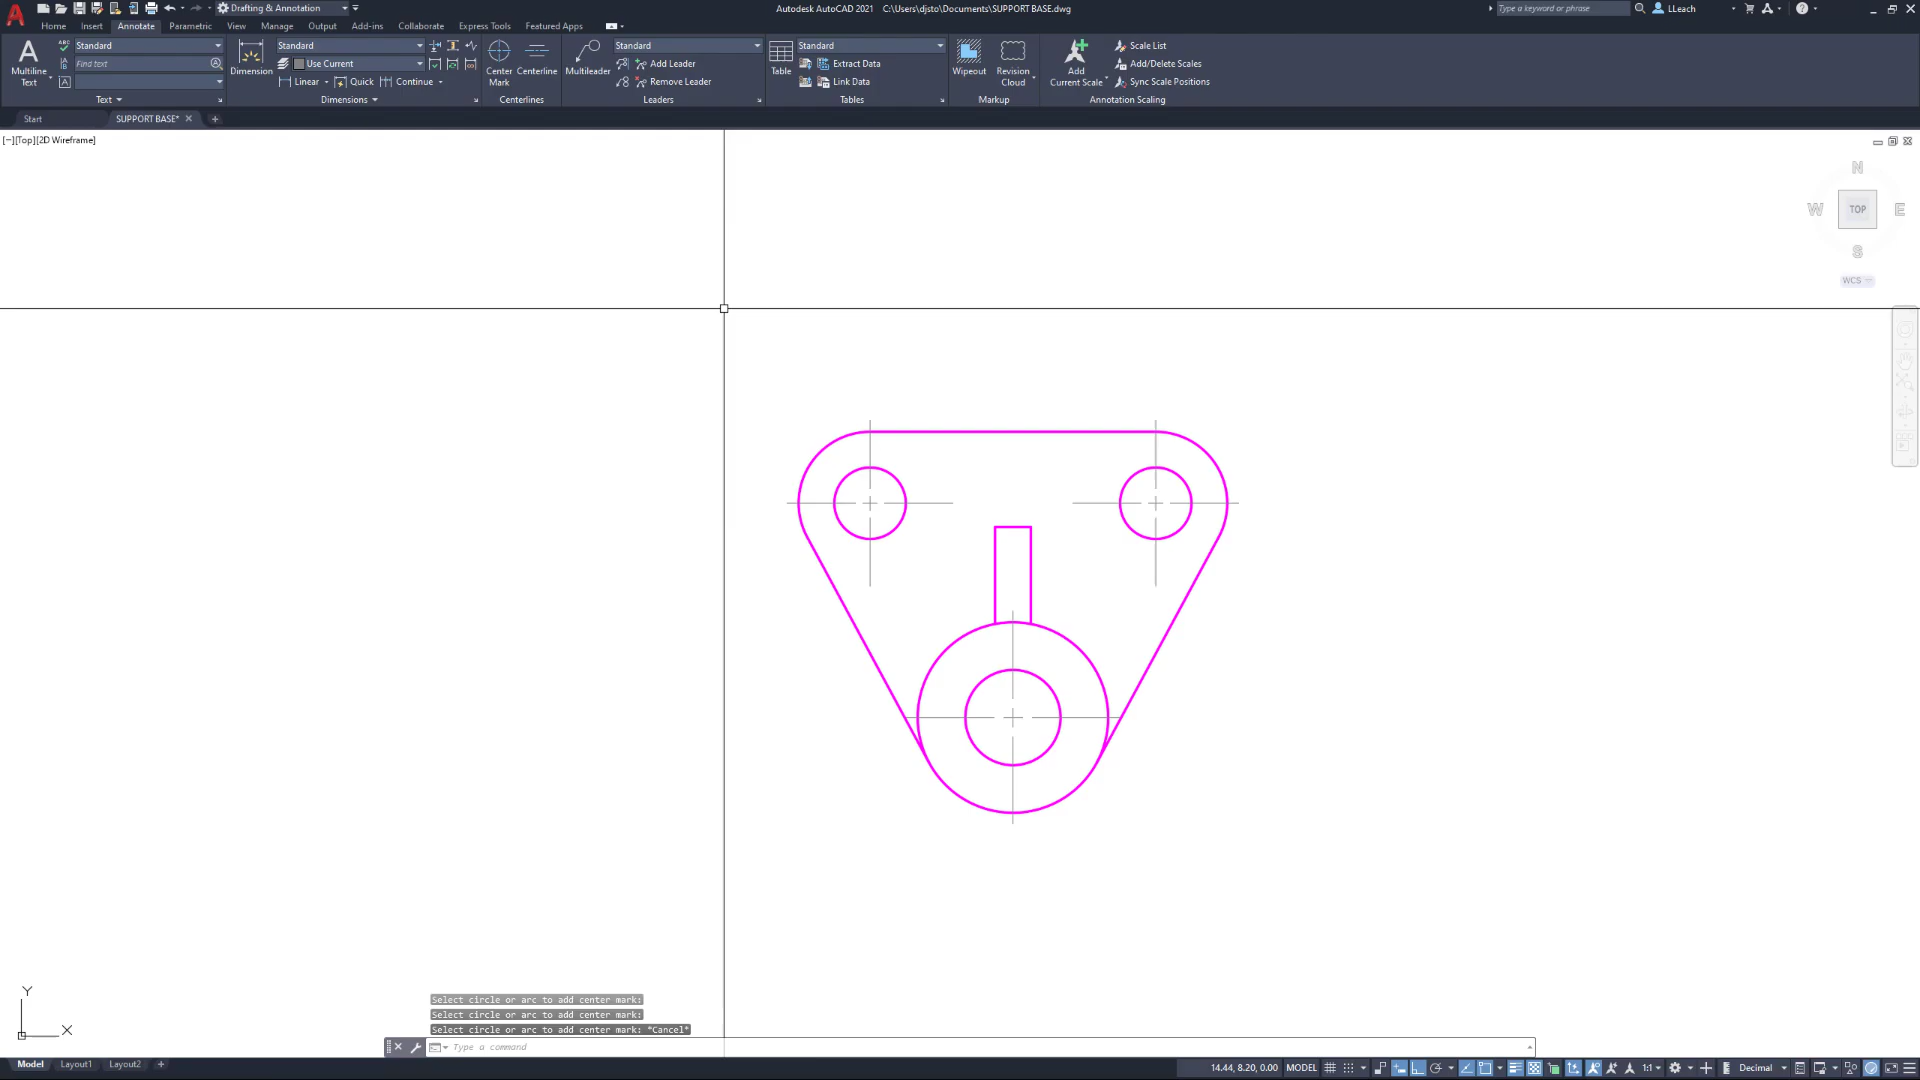 Drafting & Annotation
Autodesk AutoCAD 2021 C:\Users\djsto\Documents\SUPPORT BASE.dwg
Type a keyword or phrase
LLeach
Home Insert Annotate Parametric View Manage Output Add-ins Collaborate Express Tools Featured Apps
A Standard Standard Standard Standard
Multiline Text
Find text
Dimension
Use Current
Linear Quick Continue
Center Mark
Centerline
Multileader
Add Leader
Remove Leader
Table
Extract Data
Link Data
Wipeout
Revision Cloud
Add Current Scale
Scale List
Add/Delete Scales
Sync Scale Positions
Text Dimensions Centerlines Leaders Tables Markup Annotation Scaling
Start SUPPORT BASE*
[−][Top][2D Wireframe]
N
W TOP E
S
WCS
Y
X
Select circle or arc to add center mark:
Select circle or arc to add center mark:
Select circle or arc to add center mark: *Cancel*
Type a command
Model Layout1 Layout2 +
14.44, 8.20, 0.00 MODEL 1:1 Decimal